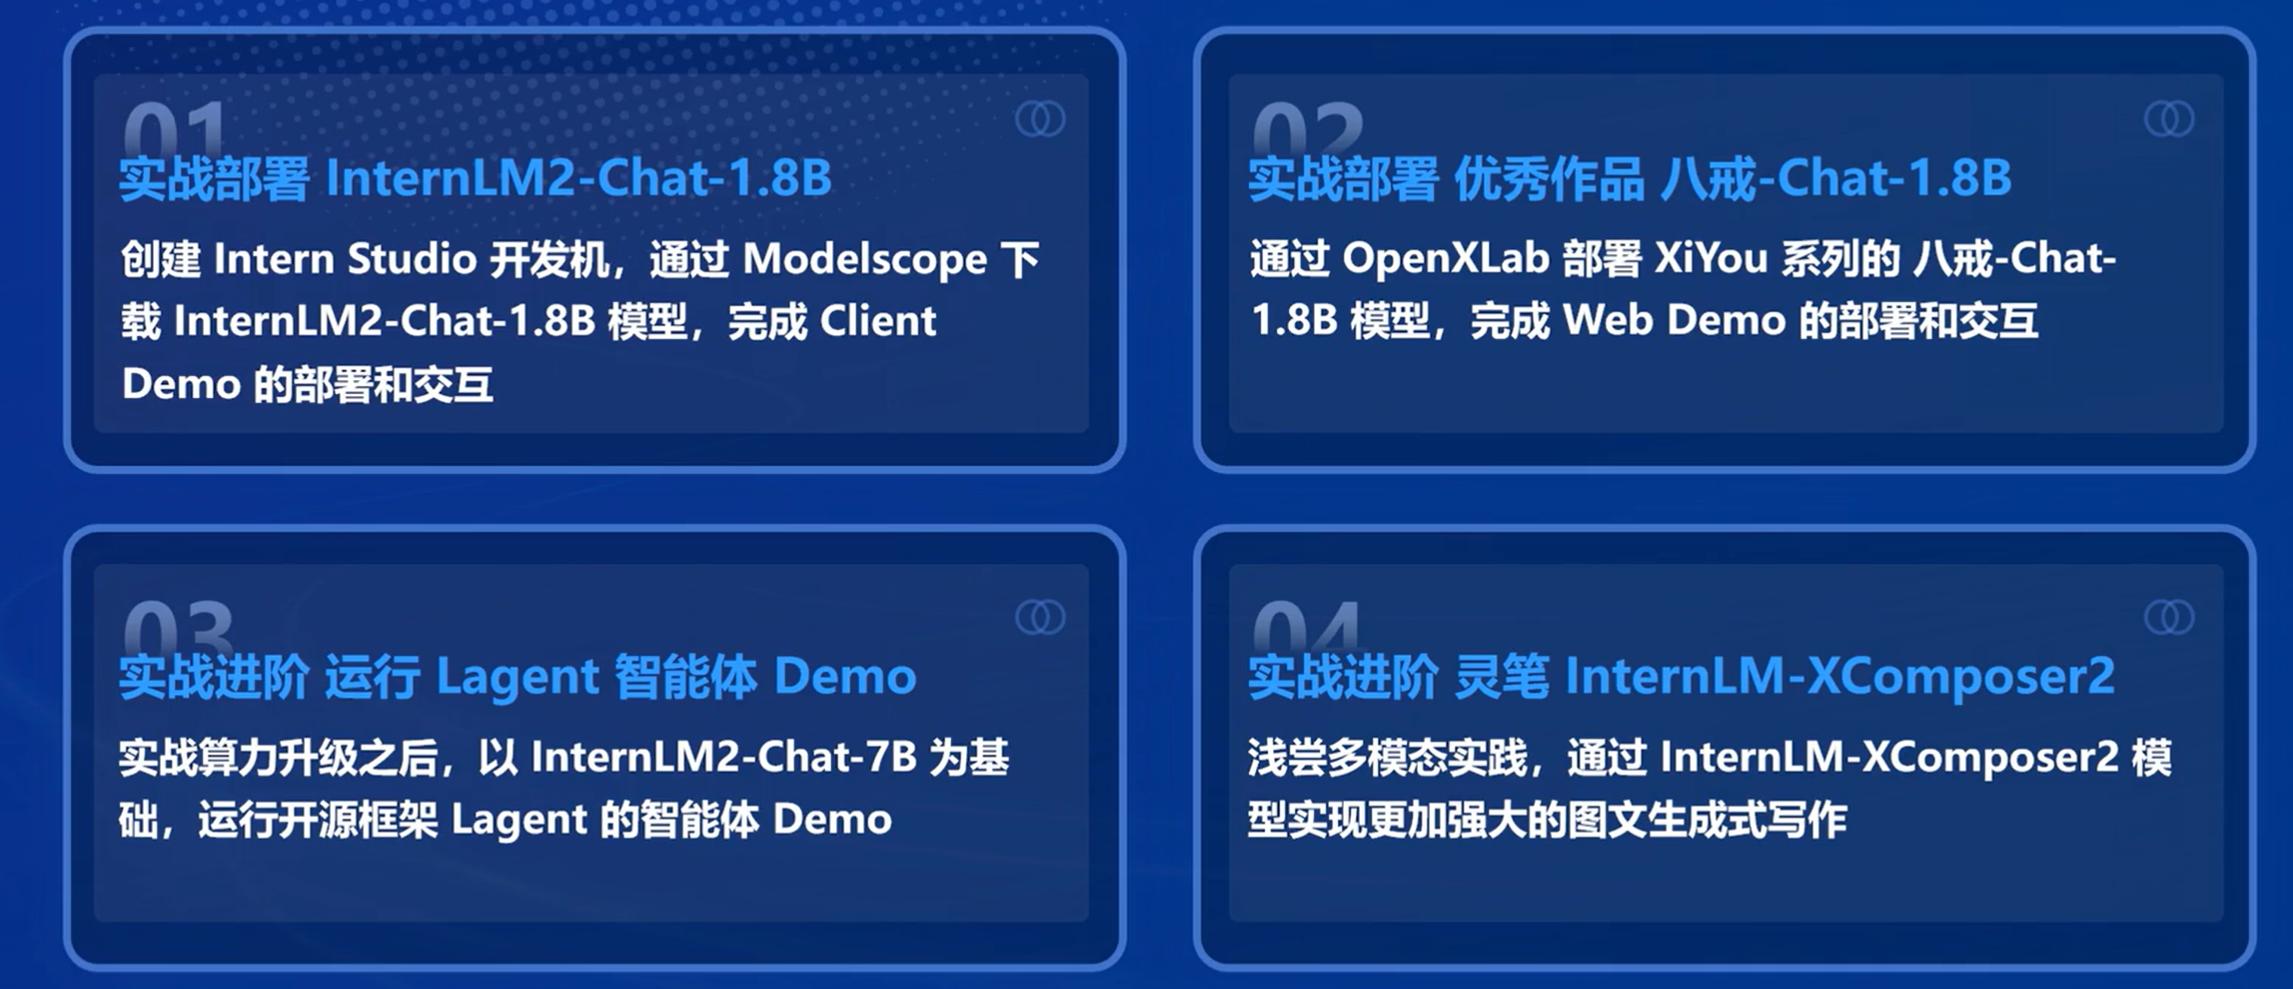 01
实战部署 InternLM2-Chat-1.8B
创建 Intern Studio 开发机，通过 Modelscope 下
载 InternLM2-Chat-1.8B 模型，完成 Client
Demo 的部署和交互
02
实战部署 优秀作品 八戒-Chat-1.8B
通过 OpenXLab 部署 XiYou 系列的 八戒-Chat-
1.8B 模型，完成 Web Demo 的部署和交互
03
实战进阶 运行 Lagent 智能体 Demo
实战算力升级之后，以 InternLM2-Chat-7B 为基
础，运行开源框架 Lagent 的智能体 Demo
04
实战进阶 灵笔 InternLM-XComposer2
浅尝多模态实践，通过 InternLM-XComposer2 模
型实现更加强大的图文生成式写作